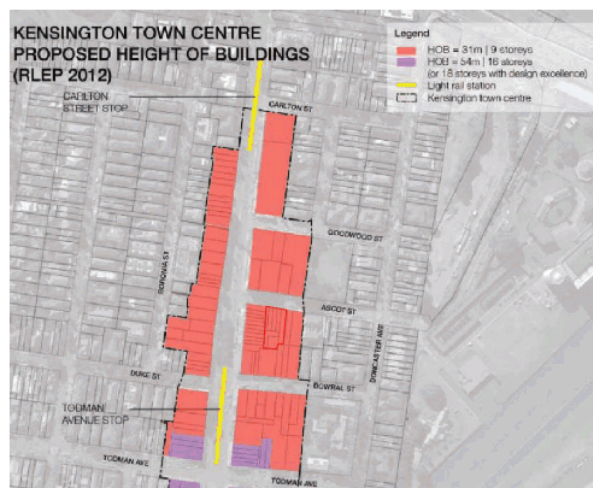 KENSINGTON TOWN CENTRE
PROPOSED HEIGHT OF BUILDINGS
(RLEP 2012)
Legend
HOB = 31m | 9 storeys
HOB = 54m | 16 storeys
(or 18 storeys with design excellence)
Light rail station
Kensington town centre
CARLTON
STREET STOP
CARLTON ST
GOODWOOD ST
BORONIA ST
ASCOT ST
DONCASTER AVE
DUKE ST
BOWRAL ST
TODMAN
AVENUE STOP
TODMAN AVE
TODMAN AVE